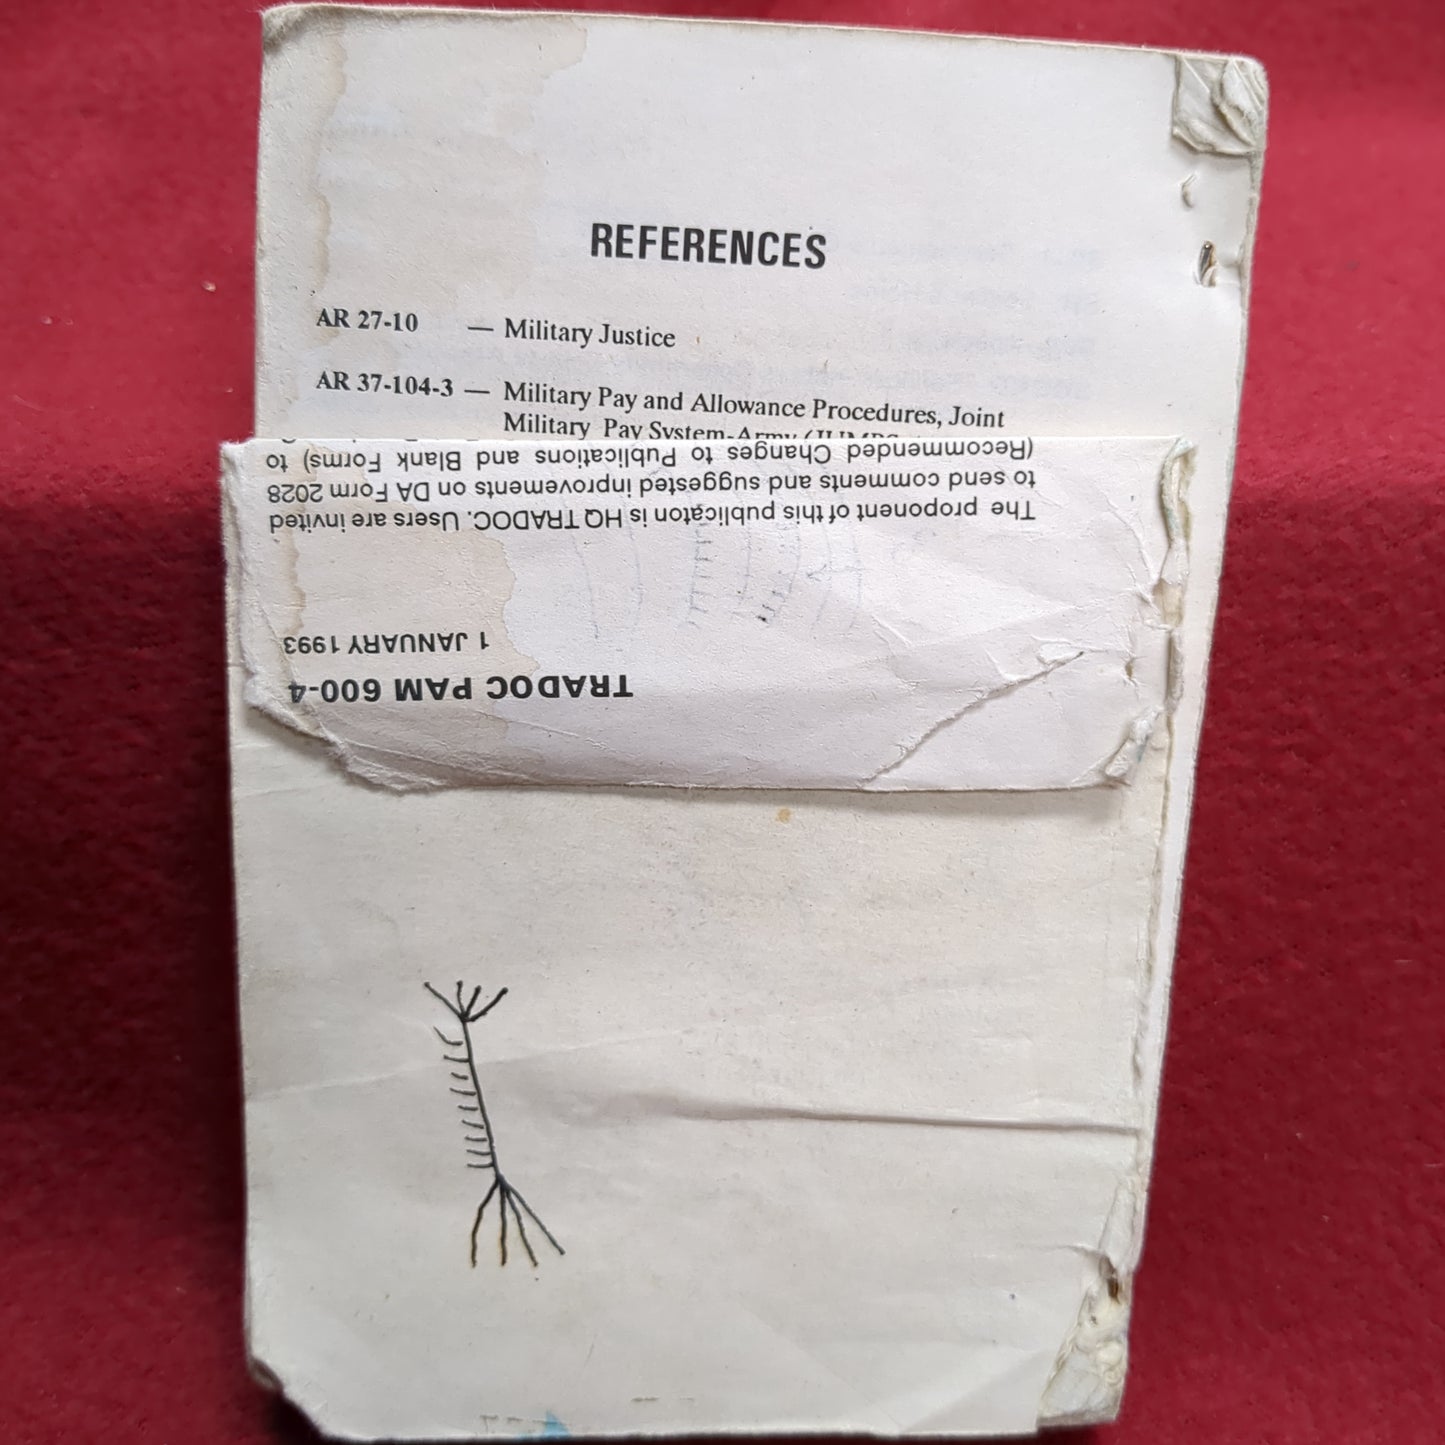 REFERENCES
AR 27-10 — Military Justice
AR 37-104-3 — Military Pay and Allowance Procedures, Joint
Military Pay System-Army
TRADOC PAM 600-4
1 JANUARY 1993
The proponent of this publicaton is HQ TRADOC. Users are invited
to send comments and suggested improvements on DA Form 2028
(Recommended Changes to Publications and Blank Forms) to